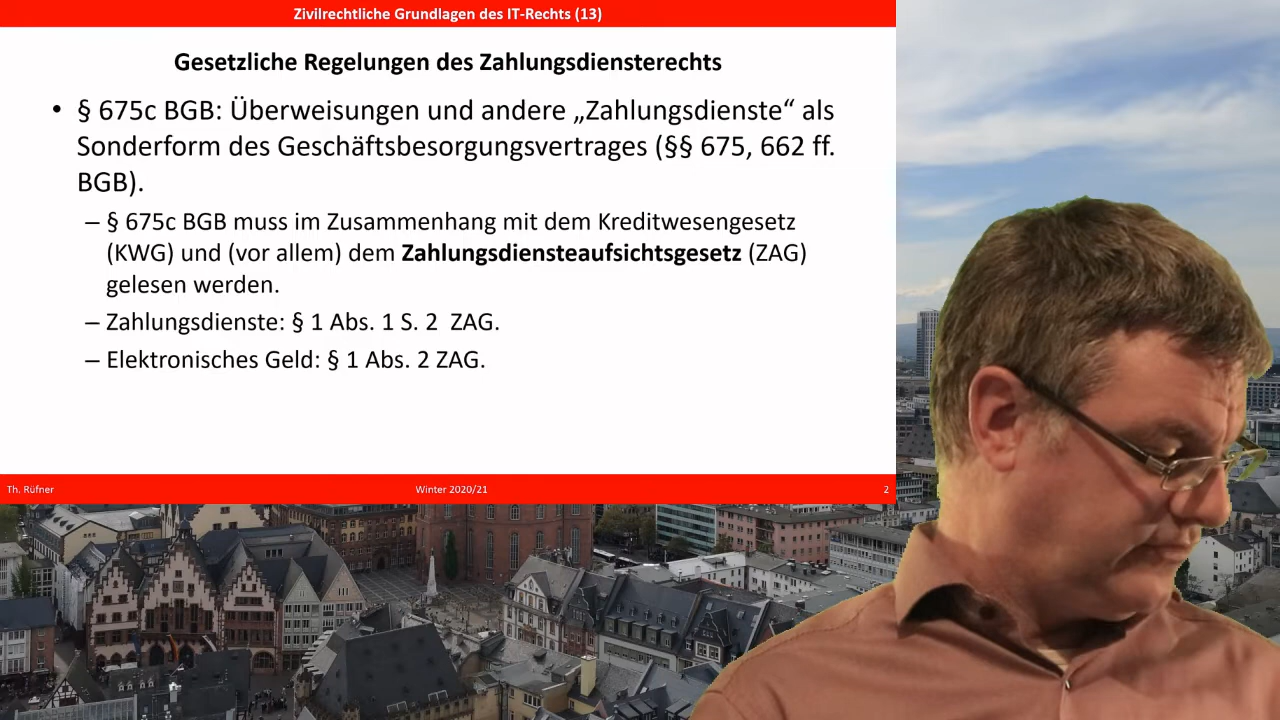 Zivilrechtliche Grundlagen des IT-Rechts (13)
Gesetzliche Regelungen des Zahlungsdiensterechts
• § 675c BGB: Überweisungen und andere „Zahlungsdienste“ als
Sonderform des Geschäftsbesorgungsvertrages (§§ 675, 662 ff.
BGB).
– § 675c BGB muss im Zusammenhang mit dem Kreditwesengesetz
(KWG) und (vor allem) dem Zahlungsdiensteaufsichtsgesetz (ZAG)
gelesen werden.
– Zahlungsdienste: § 1 Abs. 1 S. 2 ZAG.
– Elektronisches Geld: § 1 Abs. 2 ZAG.
Th. Rüfner
Winter 2020/21
2